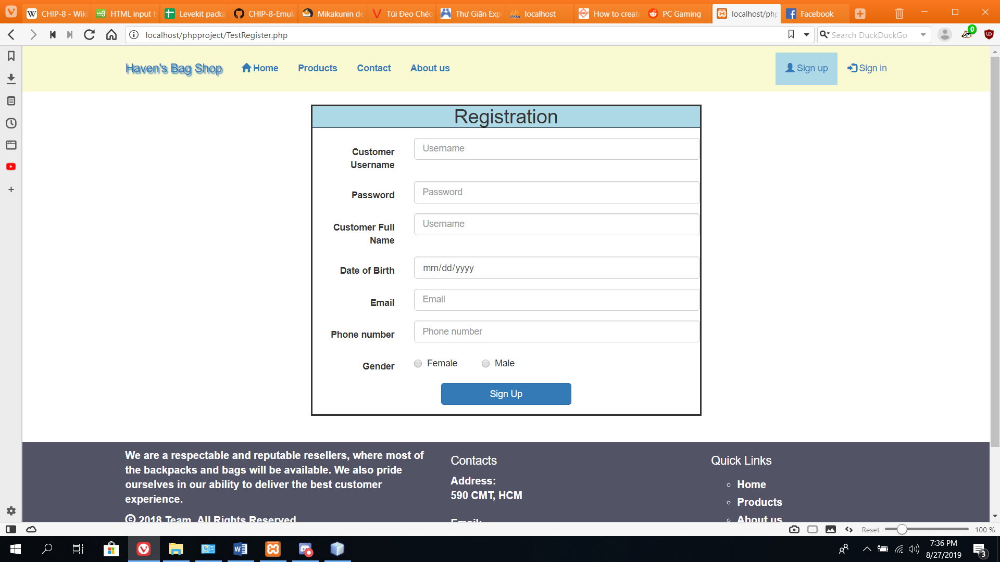 CHIP-8 - Wiki
HTML input t
Levekit packa
CHIP-8-Emula
Mikakunin de
Túi Đeo Chéo
Thư Giãn Exp
localhost
How to create
PC Gaming
localhost/php
Facebook
localhost/phpproject/TestRegister.php
Search DuckDuckGo
0
Haven's Bag Shop
Home
Products
Contact
About us
Sign up
Sign in
Registration
Customer Username
Username
Password
Password
Customer Full Name
Username
Date of Birth
mm/dd/yyyy
Email
Email
Phone number
Phone number
Gender
Female
Male
Sign Up
We are a respectable and reputable resellers, where most of
the backpacks and bags will be available. We also pride
ourselves in our ability to deliver the best customer
experience.
© 2018 Team. All Rights Reserved
Contacts
Address:
590 CMT, HCM
Email:
Quick Links
Home
Products
About us
Reset
100 %
7:36 PM
8/27/2019
3